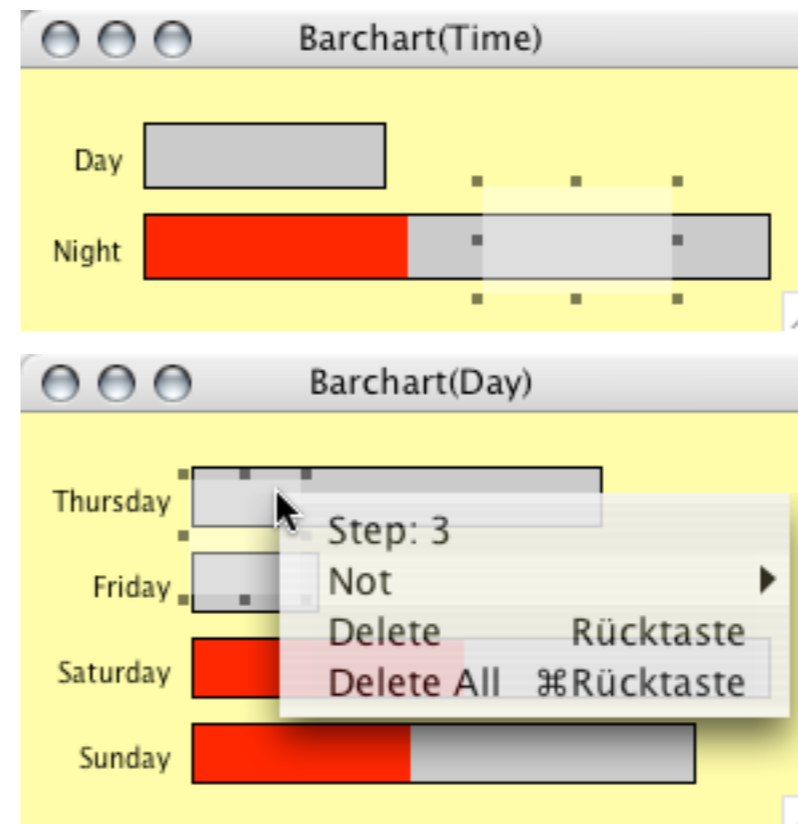 Barchart(Time)
Day
Night
Barchart(Day)
Thursday
Step: 3
Friday
Not
Delete Rücktaste
Saturday
Delete All ⌘Rücktaste
Sunday